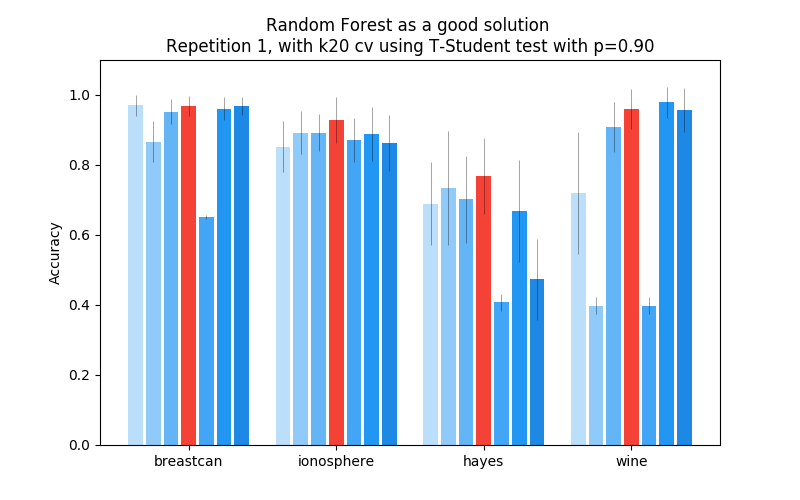 Random Forest as a good solution
Repetition 1, with k20 cv using T-Student test with p=0.90
1.0
0.8
0.6
0.4
0.2
0.0
Accuracy
breastcan
ionosphere
hayes
wine